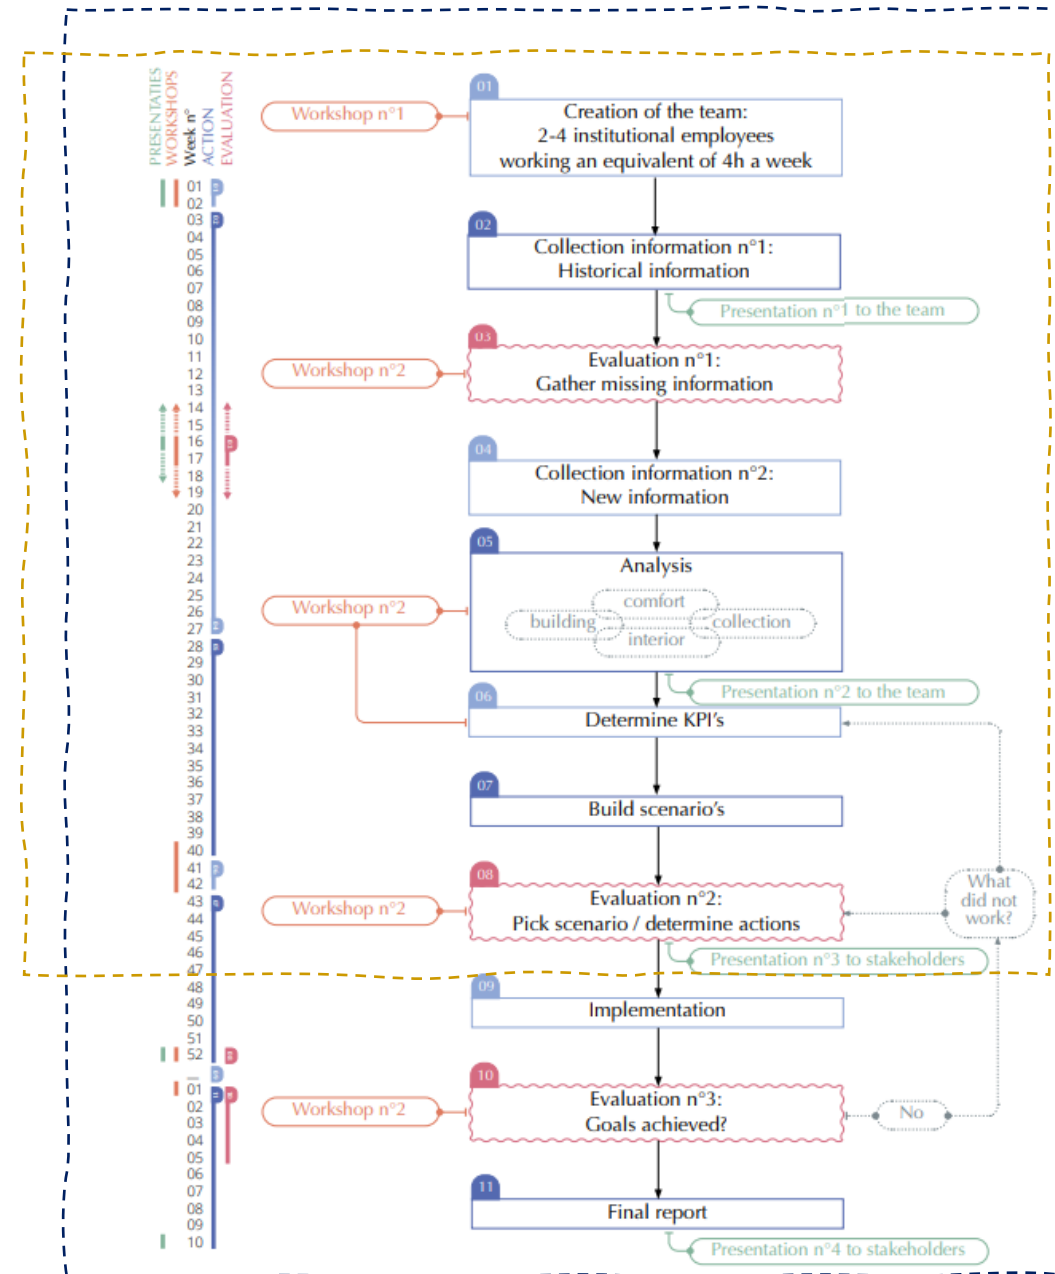 PRESENTATIES
WORKSHOPS
Week n°
ACTION
EVALUATION
01
02
03
04
05
06
07
08
09
10
11
12
13
14
15
16
17
18
19
20
21
22
23
24
25
26
27
28
29
30
31
32
33
34
35
36
37
38
39
40
41
42
43
44
45
46
47
48
49
50
51
52
01
02
03
04
05
06
07
08
09
10
Workshop n°1
01
Creation of the team:
2-4 institutional employees
working an equivalent of 4h a week
02
Collection information n°1:
Historical information
Presentation n°1 to the team
Workshop n°2
03
Evaluation n°1:
Gather missing information
04
Collection information n°2:
New information
05
Analysis
Workshop n°2
comfort
building
collection
interior
Presentation n°2 to the team
06
Determine KPI's
07
Build scenario's
Workshop n°2
08
Evaluation n°2:
Pick scenario / determine actions
What
did not
work?
Presentation n°3 to stakeholders
09
Implementation
Workshop n°2
10
Evaluation n°3:
Goals achieved?
No
11
Final report
Presentation n°4 to stakeholders